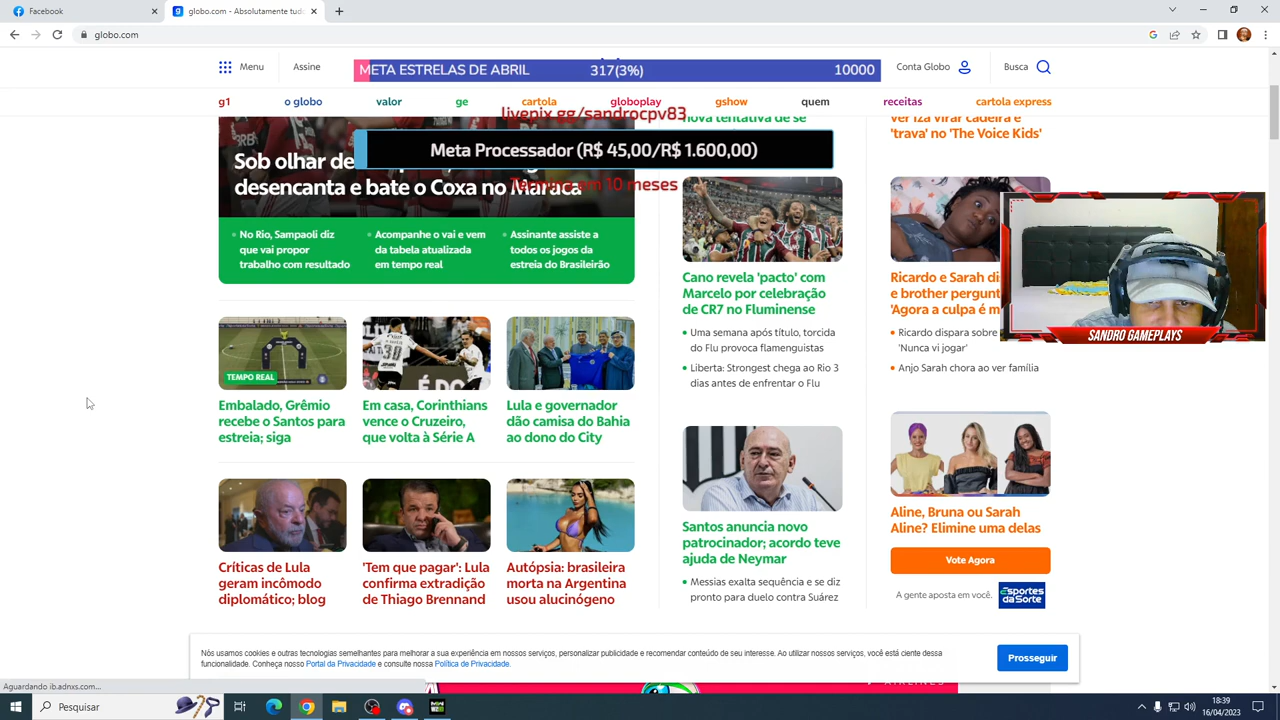 Facebook
globo.com - Absolutamente tud
globo.com
Menu
Assine
META ESTRELAS DE ABRIL
317(3%)
10000
Conta Globo
Busca
g1
o globo
valor
ge
cartola
globoplay
gshow
quem
receitas
cartola express
livepix.gg/sandrocpv83
Meta Processador (R$ 45,00/R$ 1.600,00)
Termina em 10 meses
Sob olhar de
desencanta e bate o Coxa no
No Rio, Sampaoli diz
que vai propor
trabalho com resultado
Acompanhe o vai e vem
da tabela atualizada
em tempo real
Assinante assiste a
todos os jogos da
estreia do Brasileirão
TEMPO REAL
Embalado, Grêmio
recebe o Santos para
estreia; siga
Em casa, Corinthians
vence o Cruzeiro,
que volta à Série A
Lula e governador
dão camisa do Bahia
ao dono do City
Críticas de Lula
geram incômodo
diplomático; blog
'Tem que pagar': Lula
confirma extradição
de Thiago Brennand
Autópsia: brasileira
morta na Argentina
usou alucinógeno
nova tentativa de se
Cano revela 'pacto' com
Marcelo por celebração
de CR7 no Fluminense
Uma semana após título, torcida
do Flu provoca flamenguistas
Liberta: Strongest chega ao Rio 3
dias antes de enfrentar o Flu
Santos anuncia novo
patrocinador; acordo teve
ajuda de Neymar
Messias exalta sequência e se diz
pronto para duelo contra Suárez
ver Iza virar cadeira e
'trava' no 'The Voice Kids'
Ricardo e Sarah di
e brother pergunt
'Agora a culpa é m
Ricardo dispara sobre
'Nunca vi jogar'
Anjo Sarah chora ao ver família
SANDRO GAMEPLAYS
Aline, Bruna ou Sarah
Aline? Elimine uma delas
Vote Agora
A gente aposta em você.
esportes
da Sorte
Nós usamos cookies e outras tecnologias semelhantes para melhorar a sua experiência em nossos serviços, personalizar publicidade e recomendar conteúdo de seu interesse. Ao utilizar nossos serviços, você está ciente dessa
funcionalidade. Conheça nosso Portal da Privacidade e consulte nossa Política de Privacidade.
Prosseguir
Aguardando ib.adnxs.com...
Pesquisar
18:39
16/04/2023